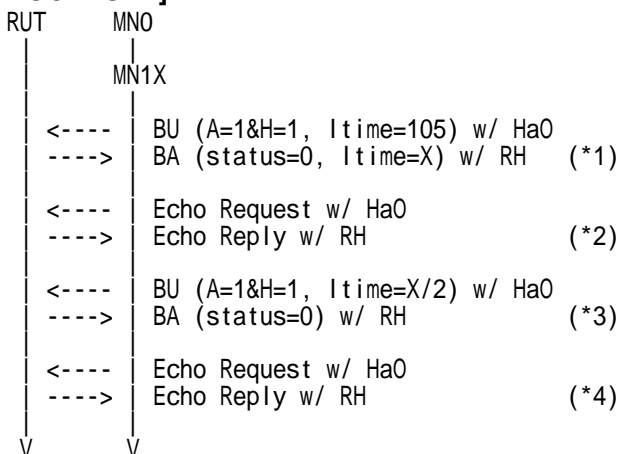 RUT MN0
|
|
MN1X
|
<---- | BU (A=1&H=1, ltime=105) w/ HaO
----> | BA (status=0, ltime=X) w/ RH (*1)
<---- | Echo Request w/ HaO
----> | Echo Reply w/ RH (*2)
<---- | BU (A=1&H=1, ltime=X/2) w/ HaO
----> | BA (status=0) w/ RH (*3)
<---- | Echo Request w/ HaO
----> | Echo Reply w/ RH (*4)
V V